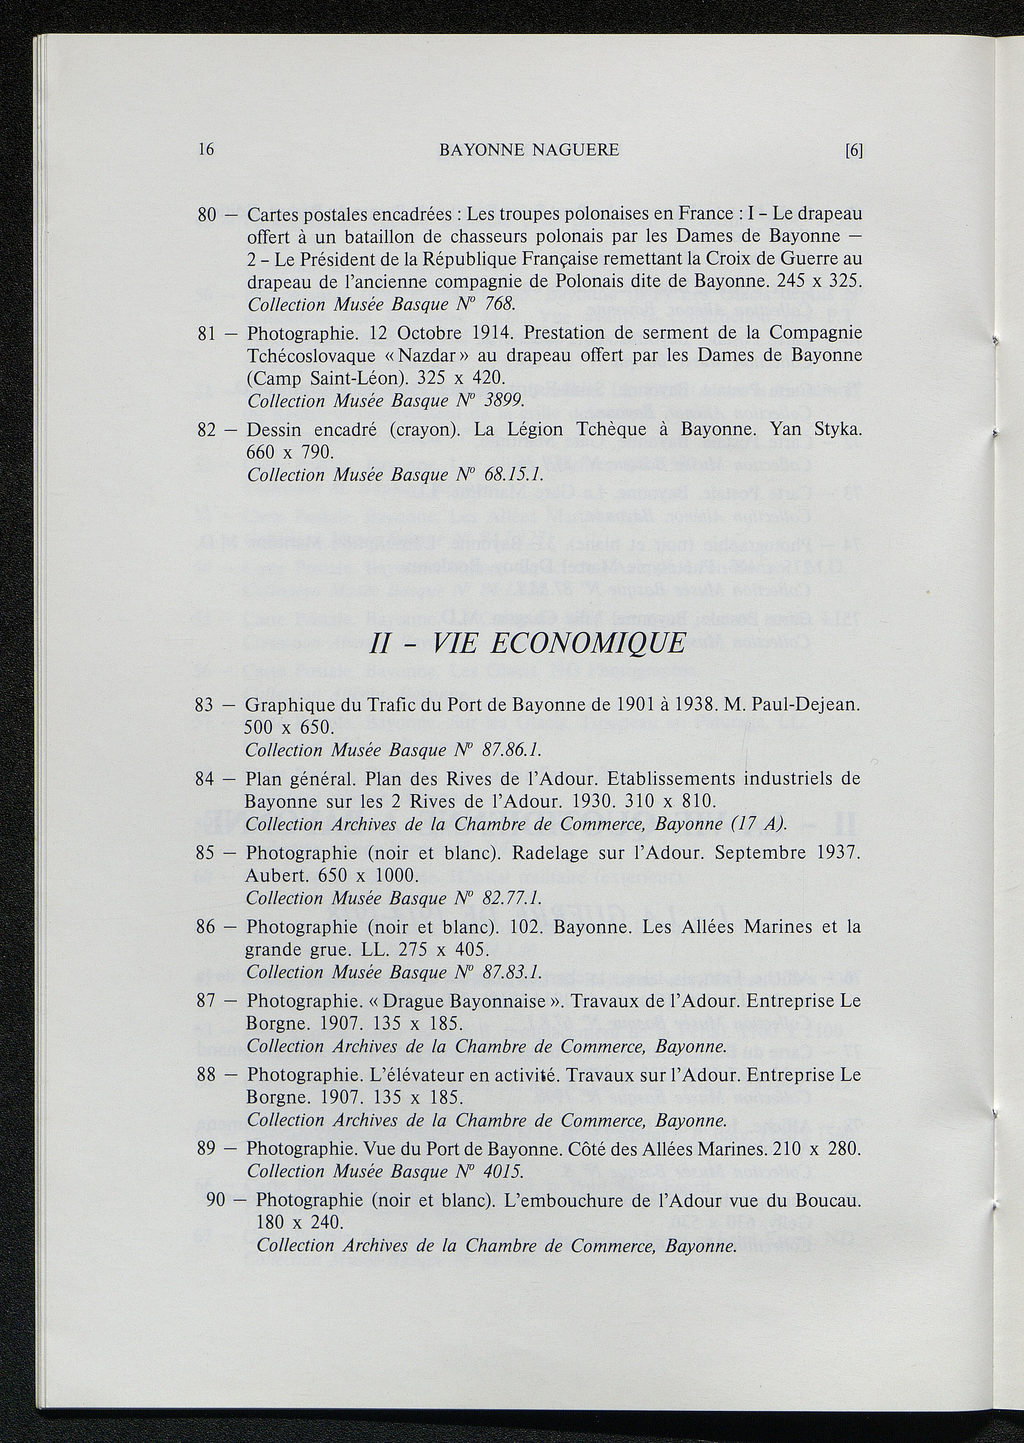 16 BAYONNE NAGUERE [6]
80 — Cartes postales encadrées : Les troupes polonaises en France : I - Le drapeau
offert à un bataillon de chasseurs polonais par les Dames de Bayonne —
2 - Le Président de la République Française remettant la Croix de Guerre au
drapeau de l'ancienne compagnie de Polonais dite de Bayonne. 245 x 325.
Collection Musée Basque N° 768.
81 — Photographie. 12 Octobre 1914. Prestation de serment de la Compagnie
Tchécoslovaque « Nazdar » au drapeau offert par les Dames de Bayonne
(Camp Saint-Léon). 325 x 420.
Collection Musée Basque N° 3899.
82 — Dessin encadré (crayon). La Légion Tchèque à Bayonne. Yan Styka.
660 x 790.
Collection Musée Basque N° 68.15.1.
II - VIE ECONOMIQUE
83 — Graphique du Trafic du Port de Bayonne de 1901 à 1938. M. Paul-Dejean.
500 x 650.
Collection Musée Basque N° 87.86.1.
84 — Plan général. Plan des Rives de l'Adour. Etablissements industriels de
Bayonne sur les 2 Rives de l'Adour. 1930. 310 x 810.
Collection Archives de la Chambre de Commerce, Bayonne (17 A).
85 — Photographie (noir et blanc). Radelage sur l'Adour. Septembre 1937.
Aubert. 650 x 1000.
Collection Musée Basque N° 82.77.1.
86 — Photographie (noir et blanc). 102. Bayonne. Les Allées Marines et la
grande grue. LL. 275 x 405.
Collection Musée Basque N° 87.83.1.
87 — Photographie. « Drague Bayonnaise ». Travaux de l'Adour. Entreprise Le
Borgne. 1907. 135 x 185.
Collection Archives de la Chambre de Commerce, Bayonne.
88 — Photographie. L'élévateur en activité. Travaux sur l'Adour. Entreprise Le
Borgne. 1907. 135 x 185.
Collection Archives de la Chambre de Commerce, Bayonne.
89 — Photographie. Vue du Port de Bayonne. Côté des Allées Marines. 210 x 280.
Collection Musée Basque N° 4015.
90 — Photographie (noir et blanc). L'embouchure de l'Adour vue du Boucau.
180 x 240.
Collection Archives de la Chambre de Commerce, Bayonne.